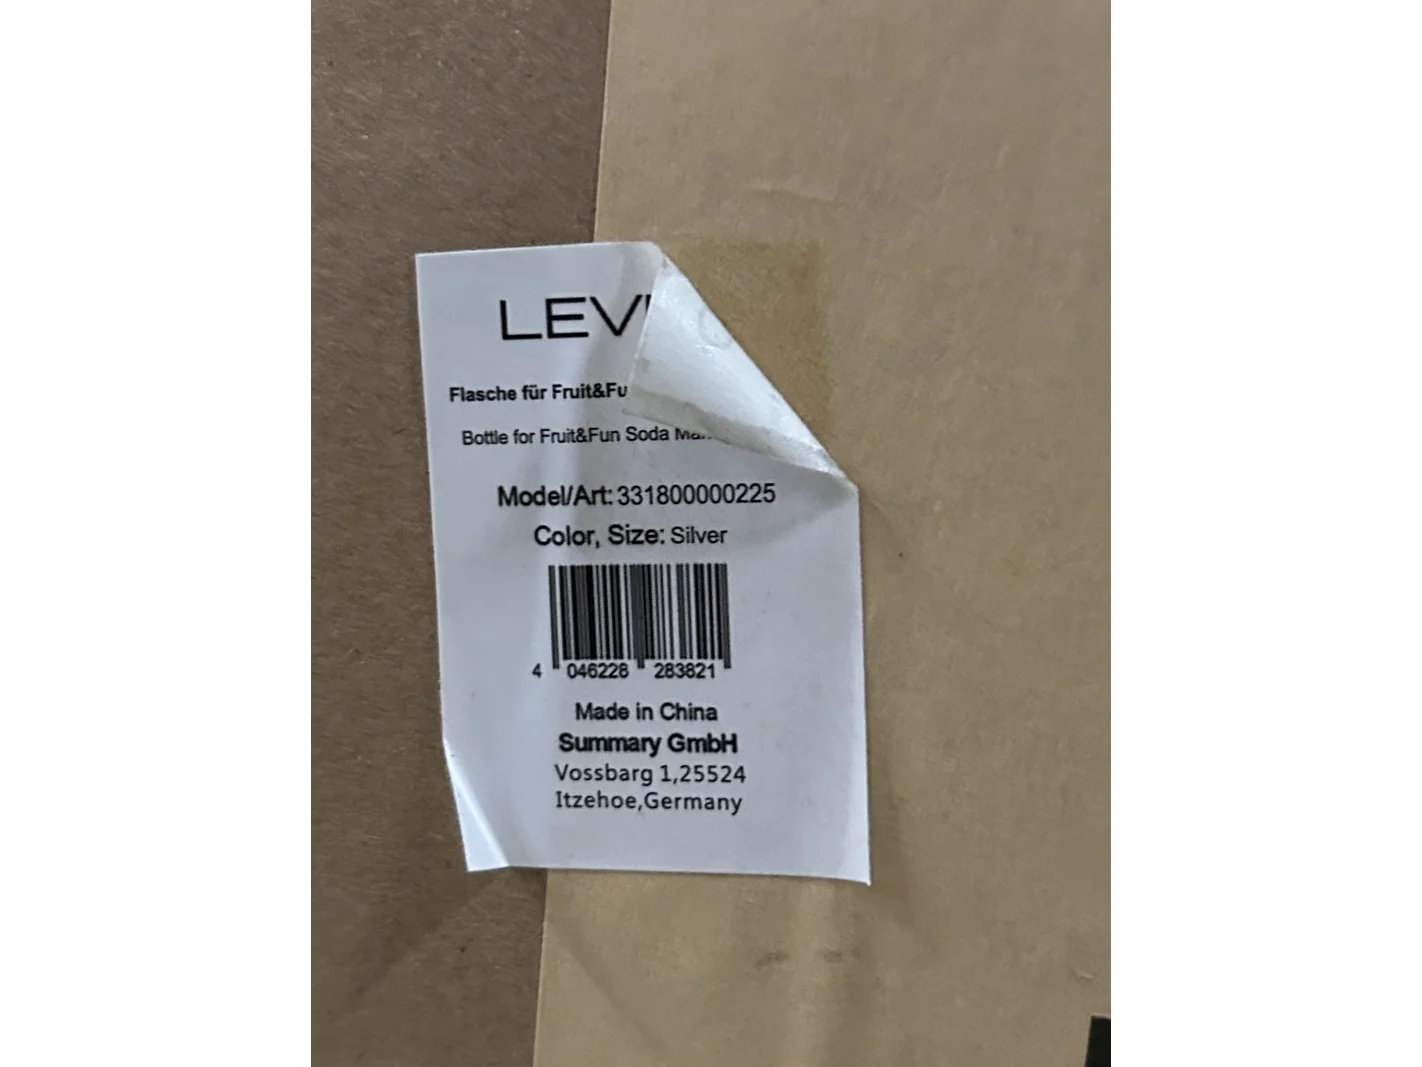 LEV
Flasche für Fruit&Fu
Bottle for Fruit&Fun Soda
Model/Art: 331800000225
Color, Size: Silver
4 046228 283821
Made in China
Summary GmbH
Vossbarg 1,25524
Itzehoe,Germany